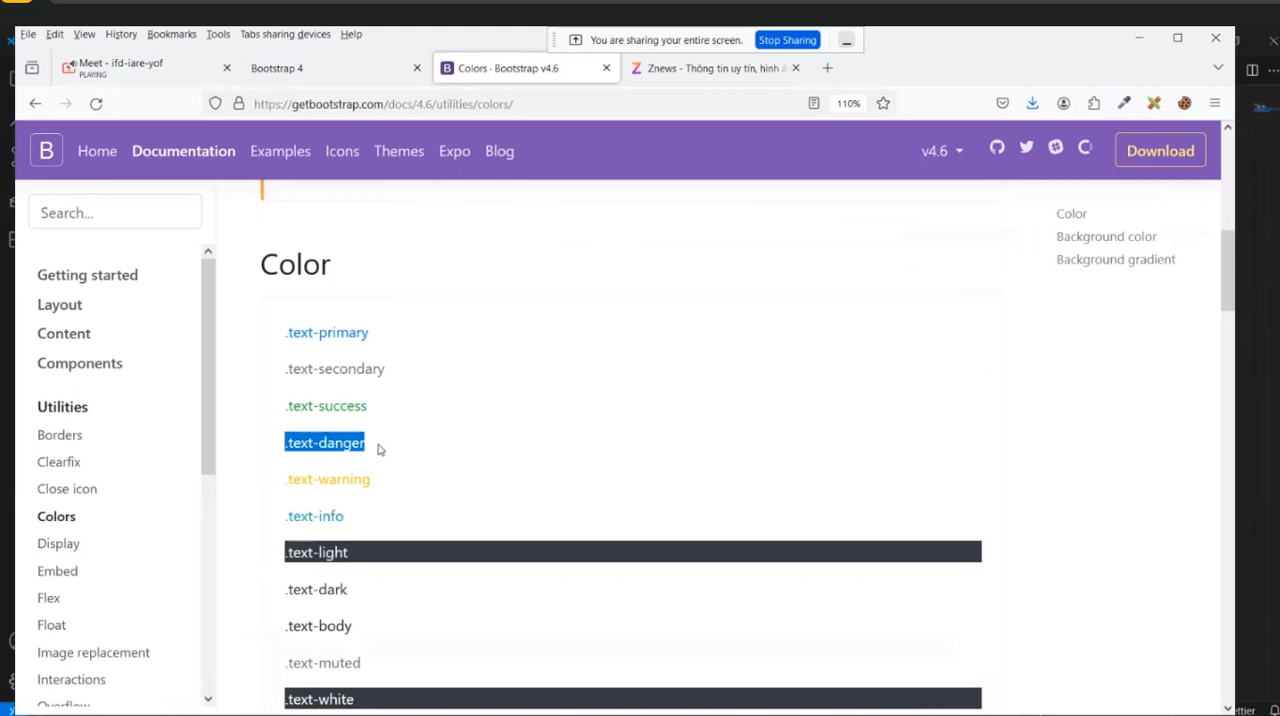 File Edit View History Bookmarks Tools Tabs sharing devices Help
You are sharing your entire screen. Stop Sharing
Meet - ifd-iare-yof
PLAYING
Bootstrap 4
B Colors · Bootstrap v4.6
Znews - Thông tin uy tín, hình ả
https://getbootstrap.com/docs/4.6/utilities/colors/
110%
B Home Documentation Examples Icons Themes Expo Blog
v4.6
Download
Search...
Getting started
Layout
Content
Components
Utilities
Borders
Clearfix
Close icon
Colors
Display
Embed
Flex
Float
Image replacement
Interactions
Overflow
Color
.text-primary
.text-secondary
.text-success
.text-danger
.text-warning
.text-info
.text-light
.text-dark
.text-body
.text-muted
.text-white
Color
Background color
Background gradient